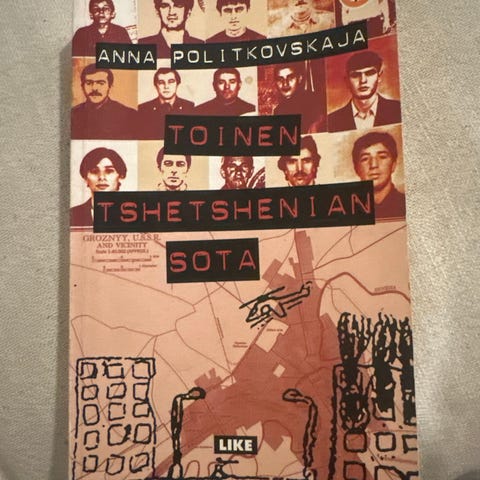 ANNA POLITKOVSKAJA
TOINEN
TSHETSHENIAN
SOTA
GROZNYY, U.S.S.R.
AND VICINITY
LIKE